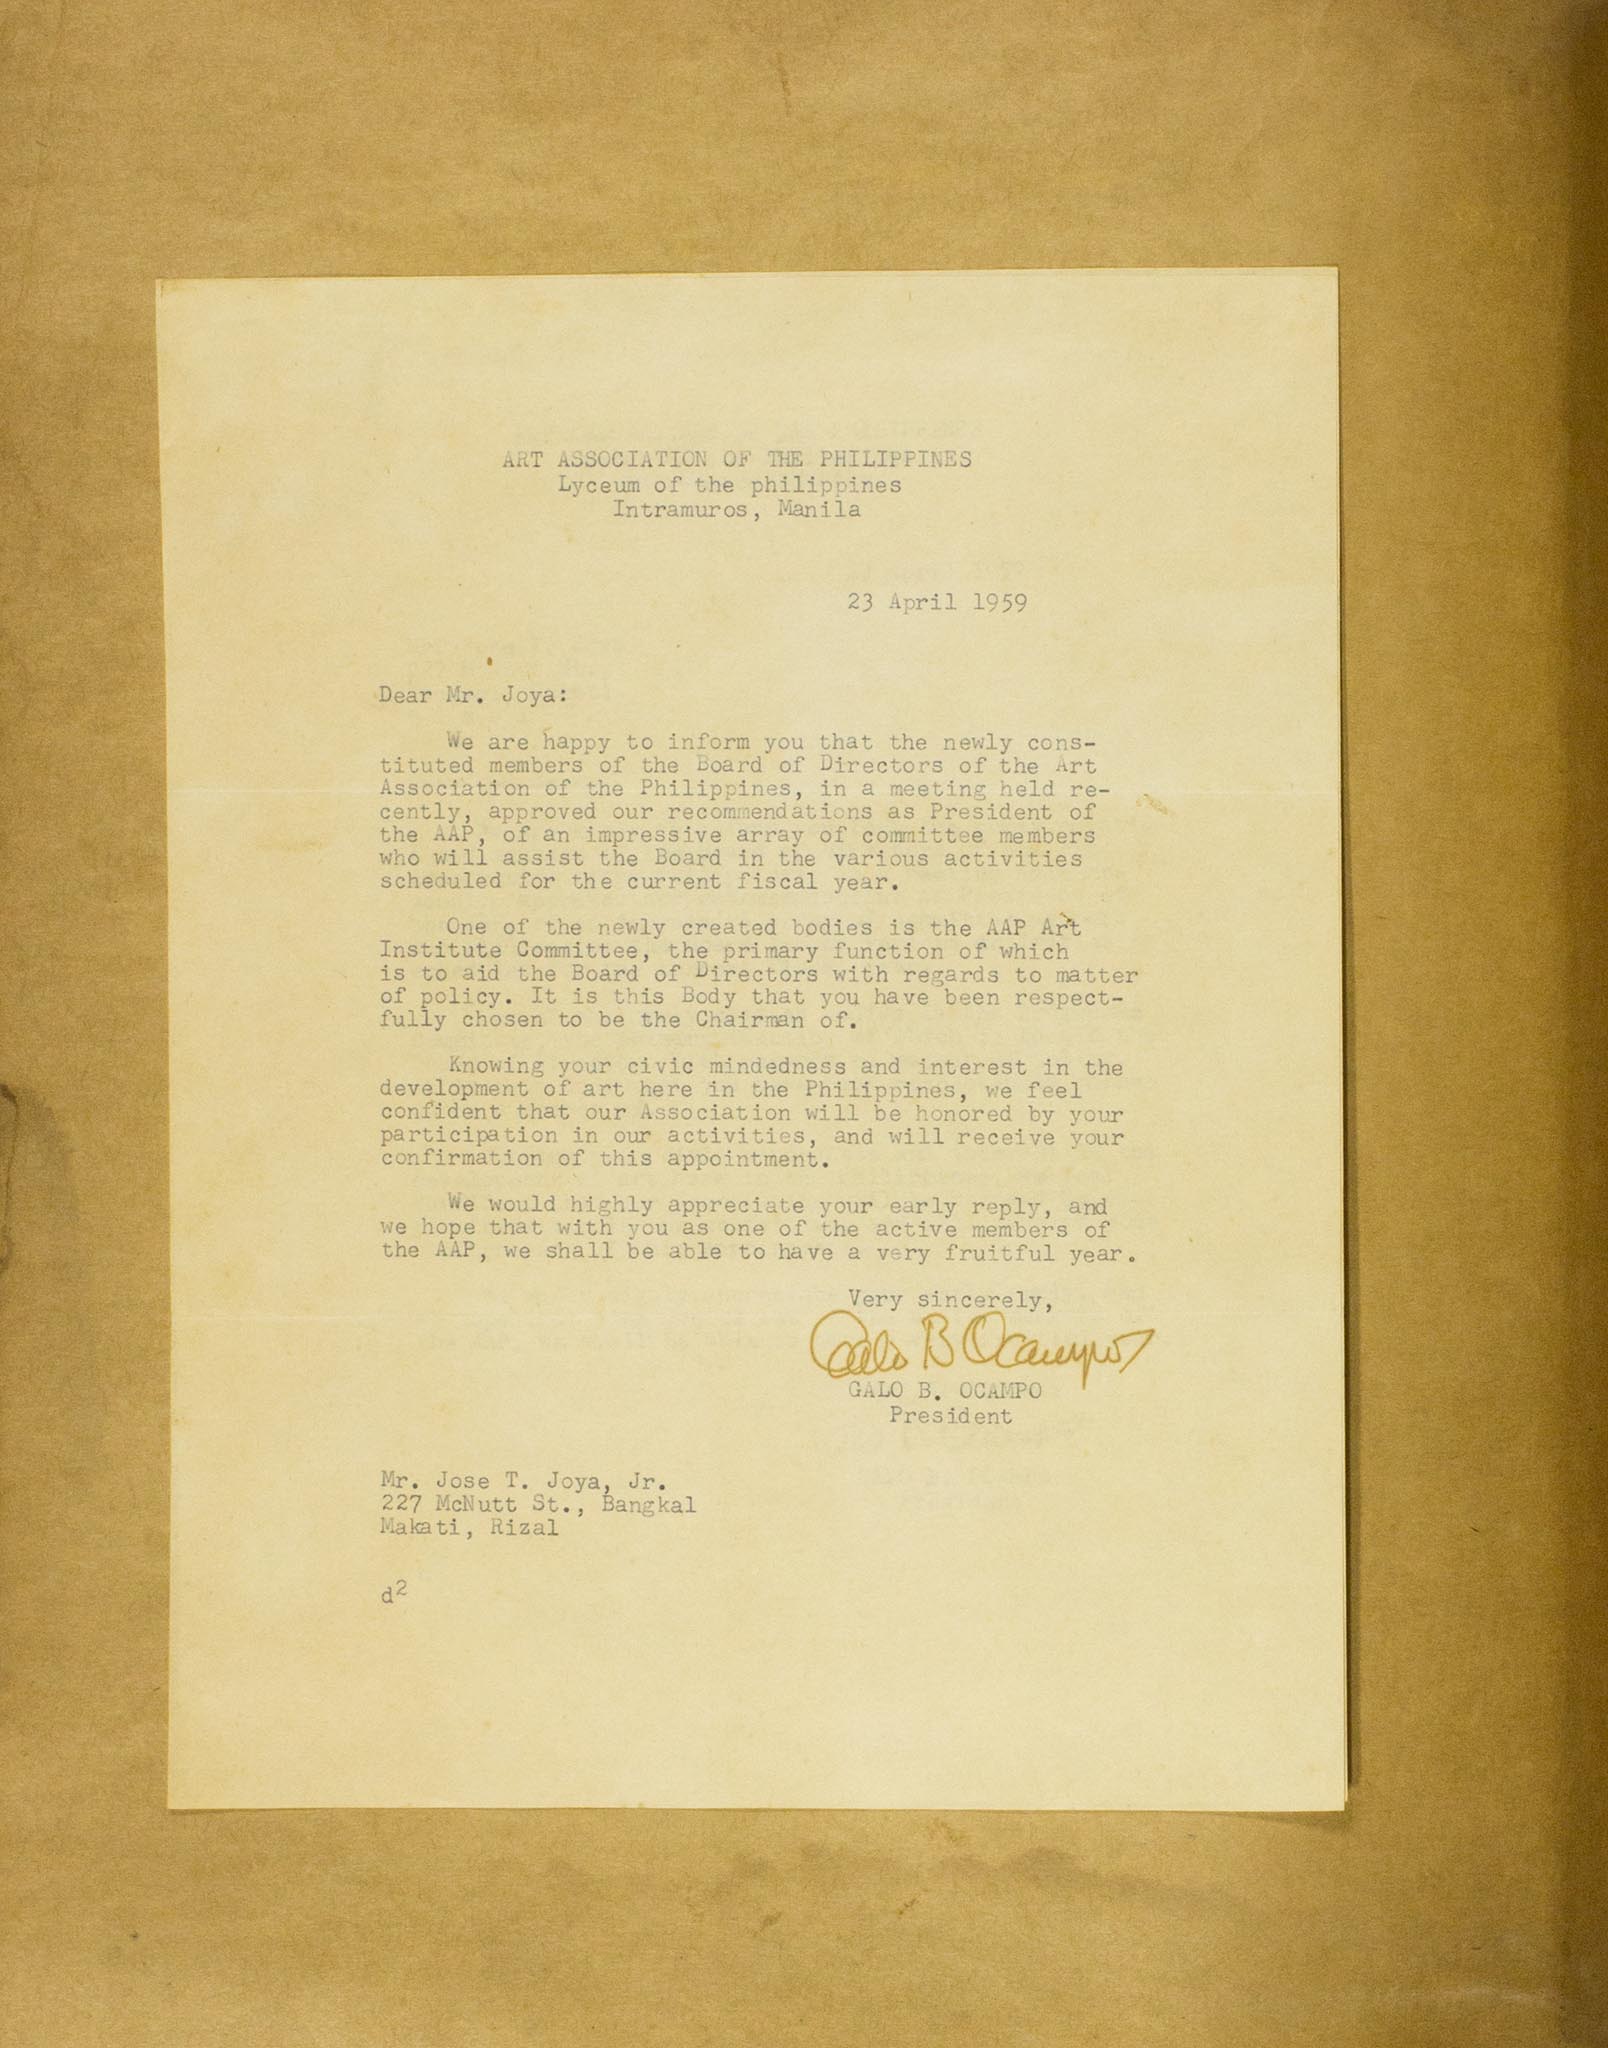 ART ASSOCIATION OF THE PHILIPPINES
Lyceum of the philippines
Intramuros, Manila
23 April 1959
Dear Mr. Joya:
We are happy to inform you that the newly cons-
tituted members of the Board of Directors of the Art
Association of the Philippines, in a meeting held re-
cently, approved our recommendations as President of
the AAP, of an impressive array of committee members
who will assist the Board in the various activities
scheduled for the current fiscal year.
One of the newly created bodies is the AAP Art
Institute Committee, the primary function of which
is to aid the Board of Directors with regards to matter
of policy. It is this Body that you have been respect-
fully chosen to be the Chairman of.
Knowing your civic mindedness and interest in the
development of art here in the Philippines, we feel
confident that our Association will be honored by your
participation in our activities, and will receive your
confirmation of this appointment.
We would highly appreciate your early reply, and
we hope that with you as one of the active members of
the AAP, we shall be able to have a very fruitful year.
Very sincerely,
Galo B Ocampo
GALO B. OCAMPO
President
Mr. Jose T. Joya, Jr.
227 McNutt St., Bangkal
Makati, Rizal
d2